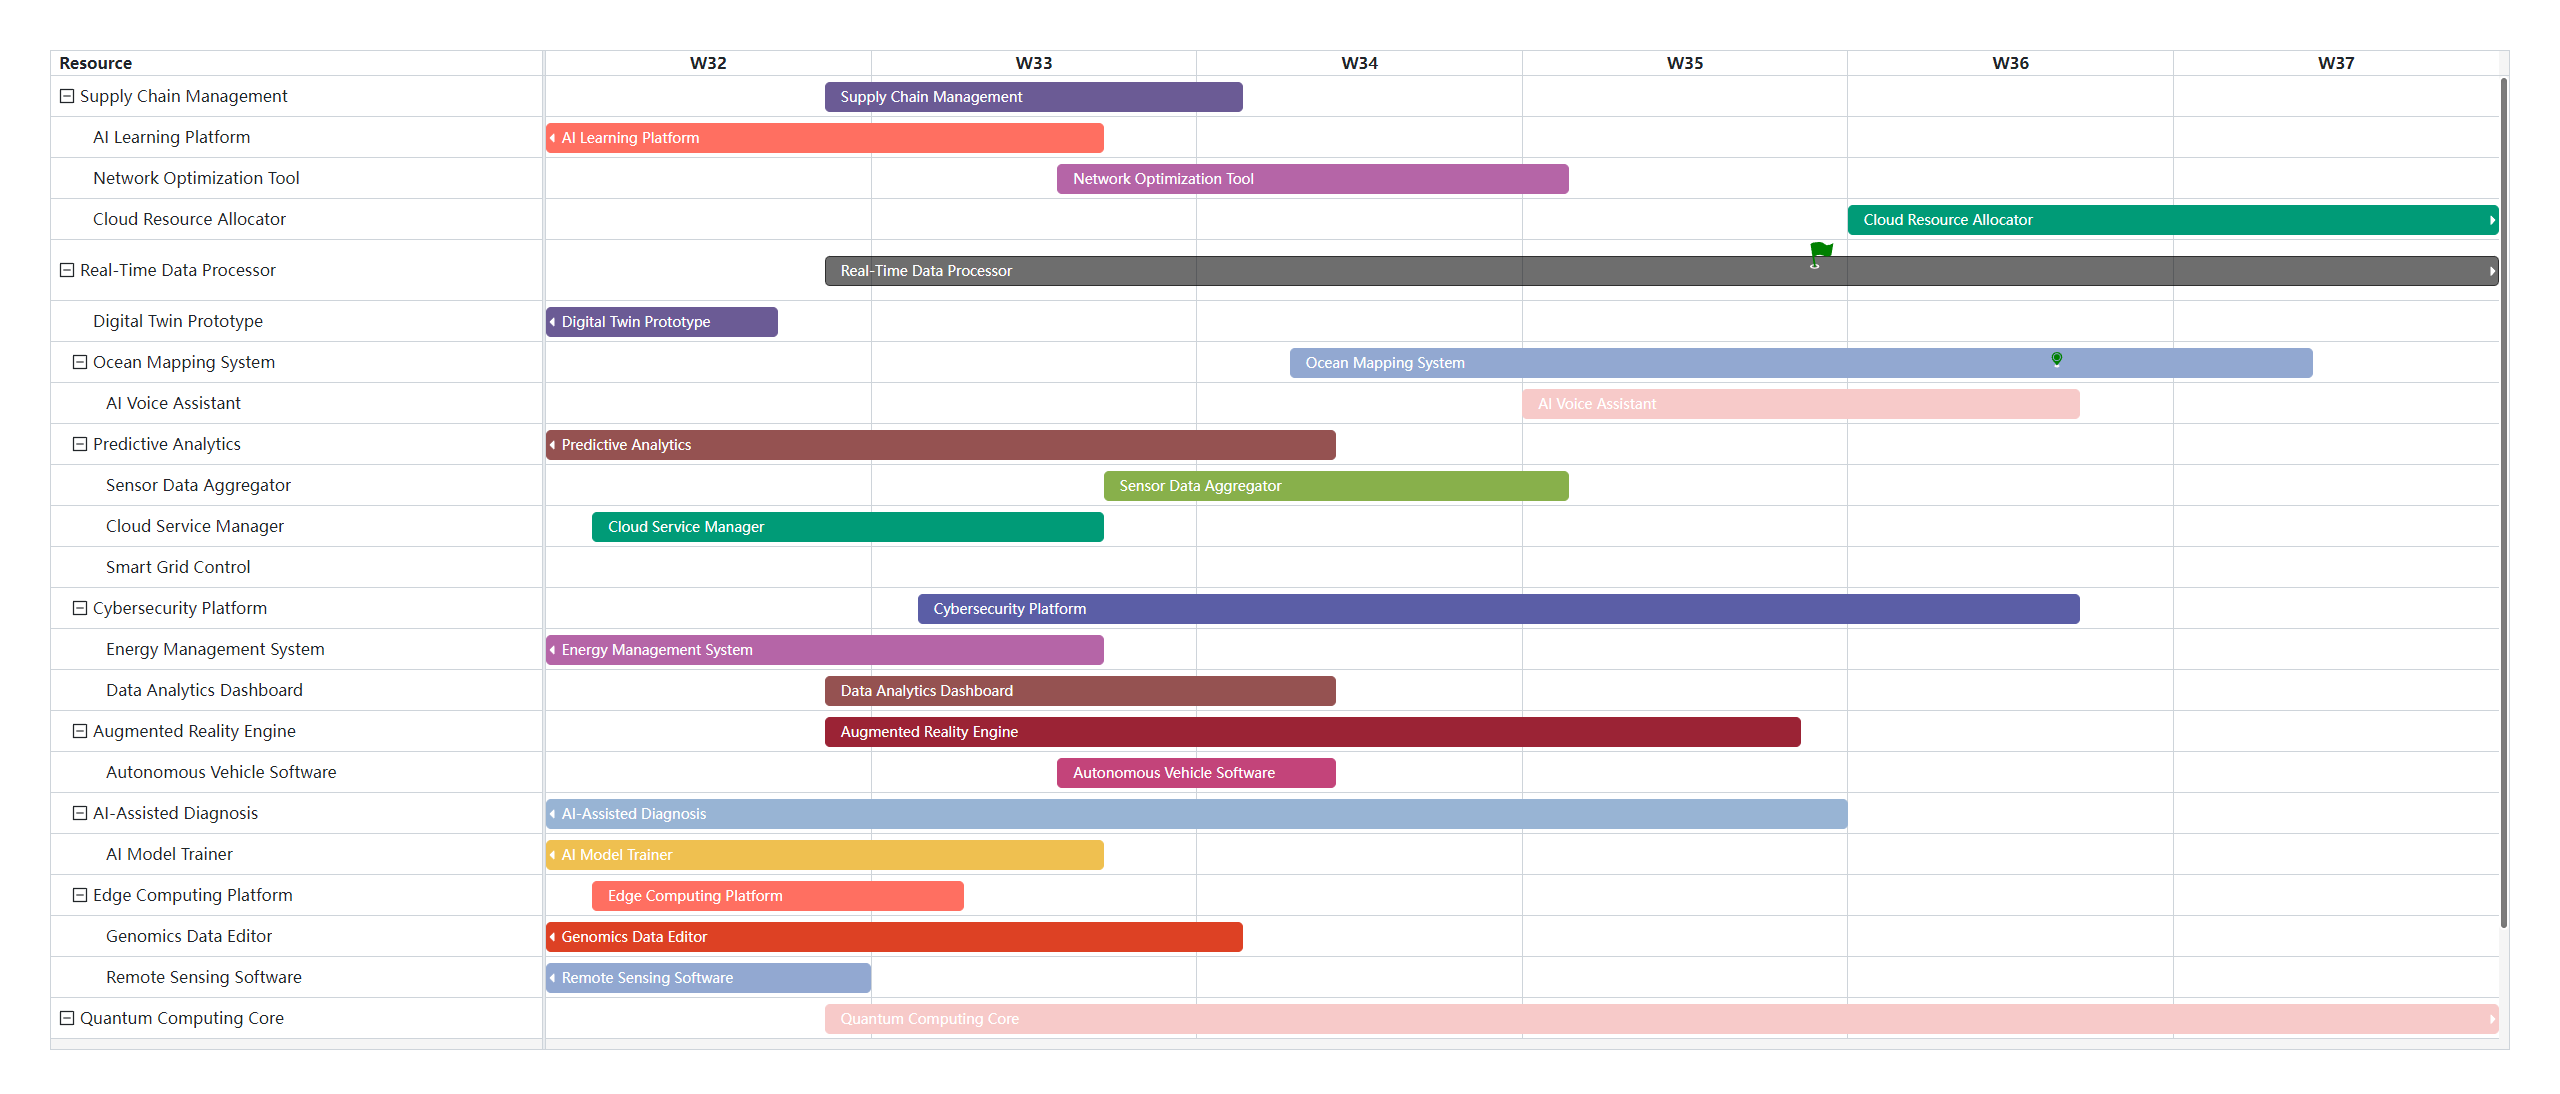 Resource W32 W33 W34 W35 W36 W37
Supply Chain Management Supply Chain Management
AI Learning Platform AI Learning Platform
Network Optimization Tool Network Optimization Tool
Cloud Resource Allocator Cloud Resource Allocator
Real-Time Data Processor Real-Time Data Processor
Digital Twin Prototype Digital Twin Prototype
Ocean Mapping System Ocean Mapping System
AI Voice Assistant AI Voice Assistant
Predictive Analytics Predictive Analytics
Sensor Data Aggregator Sensor Data Aggregator
Cloud Service Manager Cloud Service Manager
Smart Grid Control
Cybersecurity Platform Cybersecurity Platform
Energy Management System Energy Management System
Data Analytics Dashboard Data Analytics Dashboard
Augmented Reality Engine Augmented Reality Engine
Autonomous Vehicle Software Autonomous Vehicle Software
AI-Assisted Diagnosis AI-Assisted Diagnosis
AI Model Trainer AI Model Trainer
Edge Computing Platform Edge Computing Platform
Genomics Data Editor Genomics Data Editor
Remote Sensing Software Remote Sensing Software
Quantum Computing Core Quantum Computing Core